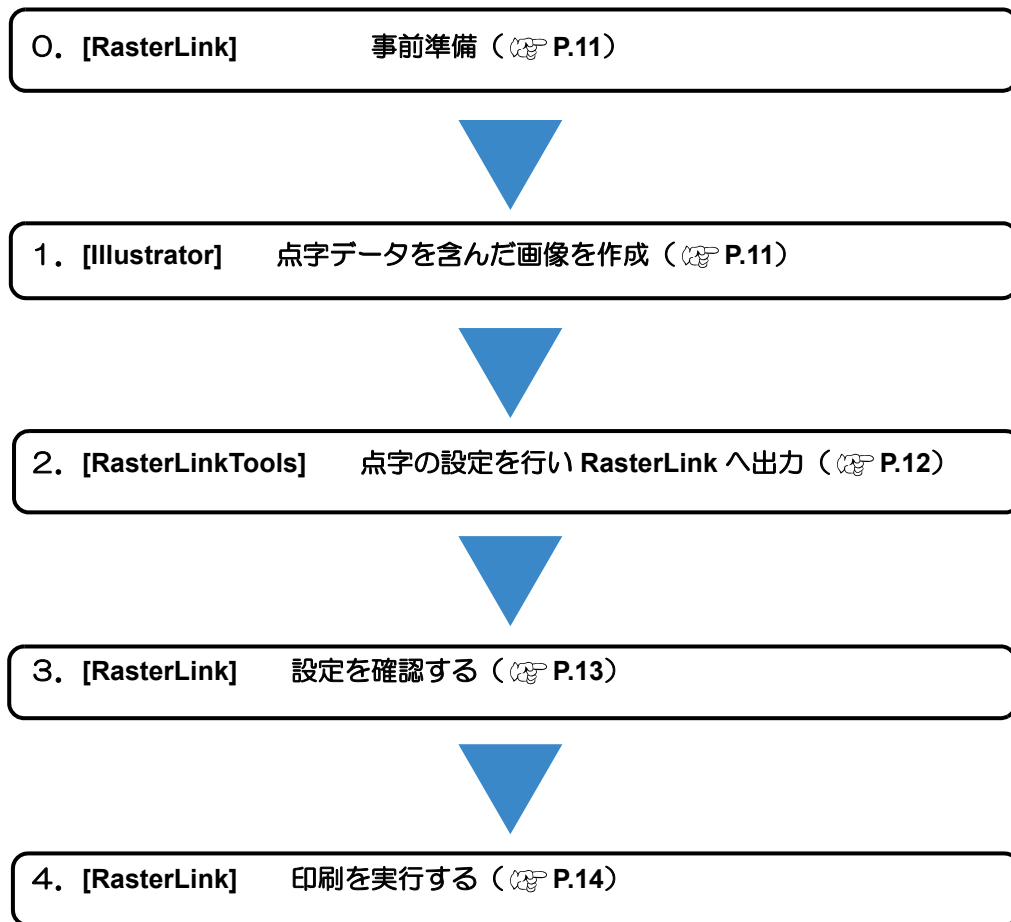 ０．[RasterLink] 事前準備（☞ P.11）
１．[Illustrator] 点字データを含んだ画像を作成（☞ P.11）
２．[RasterLinkTools] 点字の設定を行い RasterLink へ出力（☞ P.12）
３．[RasterLink] 設定を確認する（☞ P.13）
４．[RasterLink] 印刷を実行する（☞ P.14）